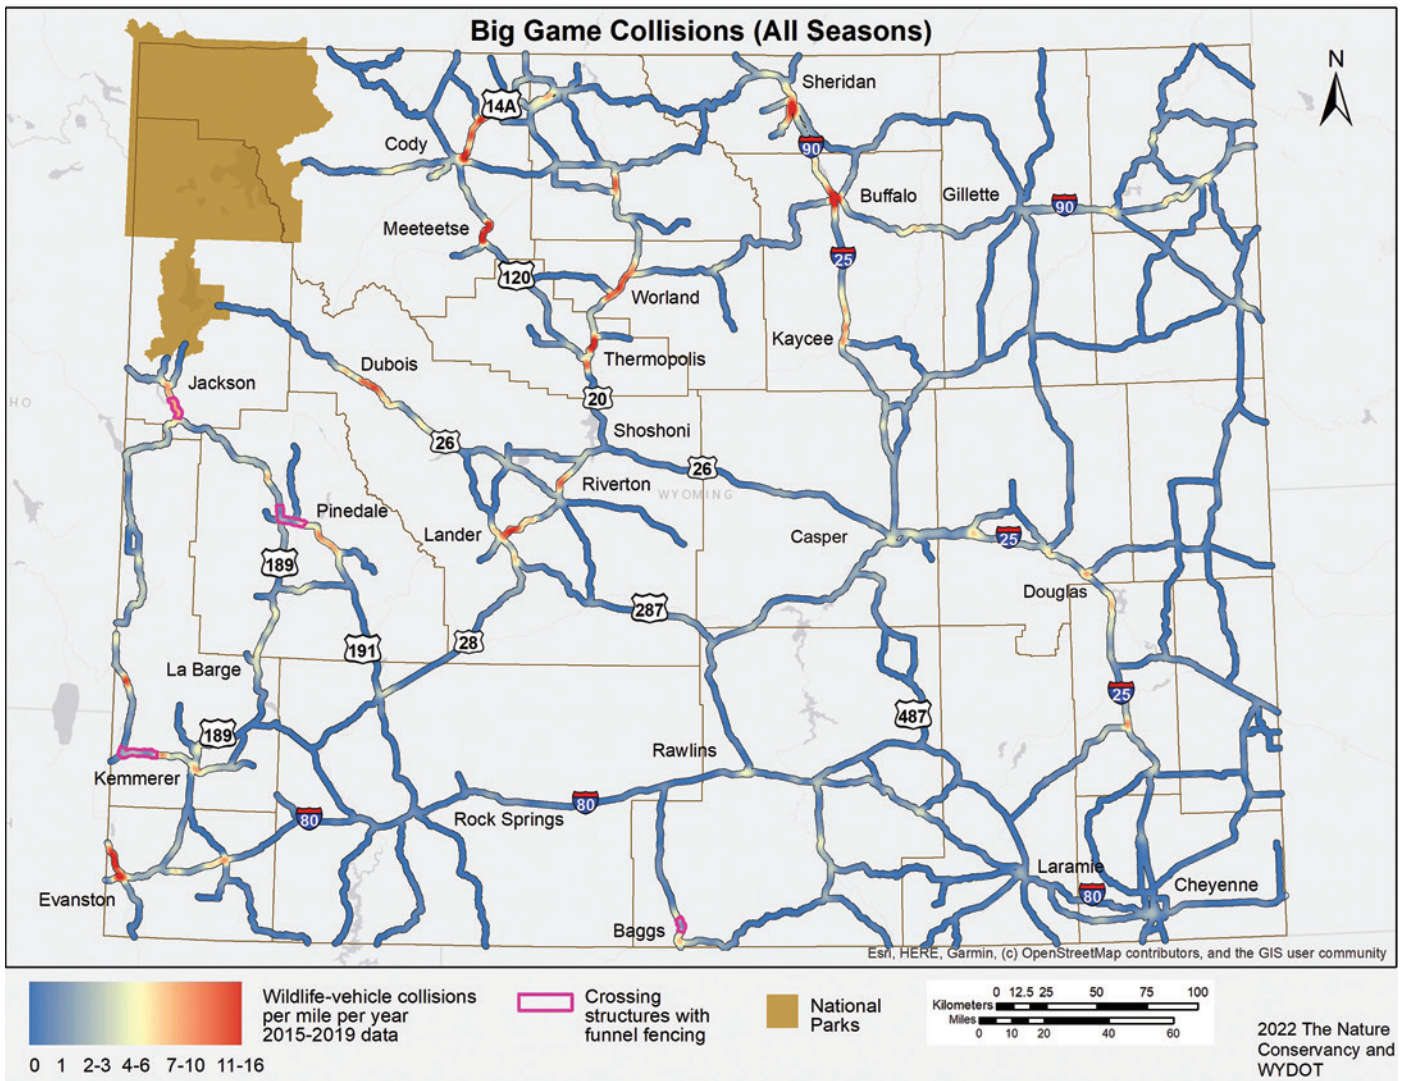 Big Game Collisions (All Seasons)
N
Sheridan
14A
Cody
90
Buffalo
Gillette
90
Meeteetse
25
120
Worland
Kaycee
Thermopolis
Dubois
Jackson
20
HO
Shoshoni
26
26
Riverton
WYOMING
Pinedale
Lander
Casper
25
189
Douglas
287
28
191
La Barge
25
487
189
Rawlins
Kemmerer
80
Rock Springs
80
Laramie
Cheyenne
80
Evanston
Baggs
Esri, HERE, Garmin, (c) OpenStreetMap contributors, and the GIS user community
0 1 2-3 4-6 7-10 11-16
Wildlife-vehicle collisions
per mile per year
2015-2019 data
Crossing
structures with
funnel fencing
National
Parks
0 12.5 25 50 75 100
Kilometers
Miles
0 10 20 40 60
2022 The Nature
Conservancy and
WYDOT